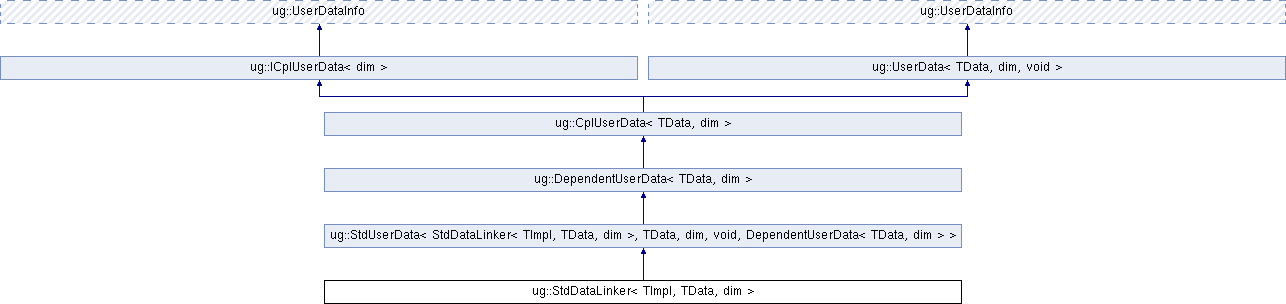 ug::UserDataInfo
ug::UserDataInfo
ug::ICplUserData< dim >
ug::UserData< TData, dim, void >
ug::CplUserData< TData, dim >
ug::DependentUserData< TData, dim >
ug::StdUserData< StdDataLinker< TImpl, TData, dim >, TData, dim, void, DependentUserData< TData, dim > >
ug::StdDataLinker< TImpl, TData, dim >